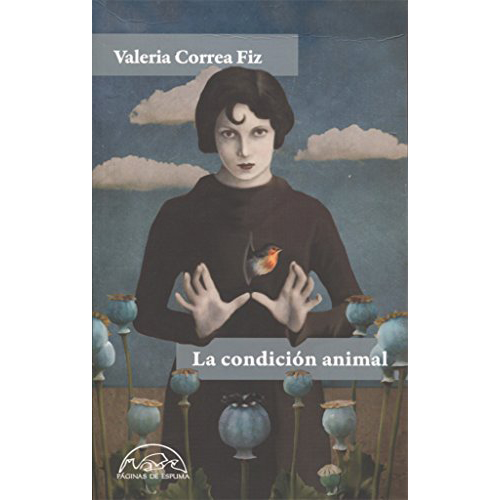 Valeria Correa Fiz
La condición animal
PÁGINAS DE ESPUMA